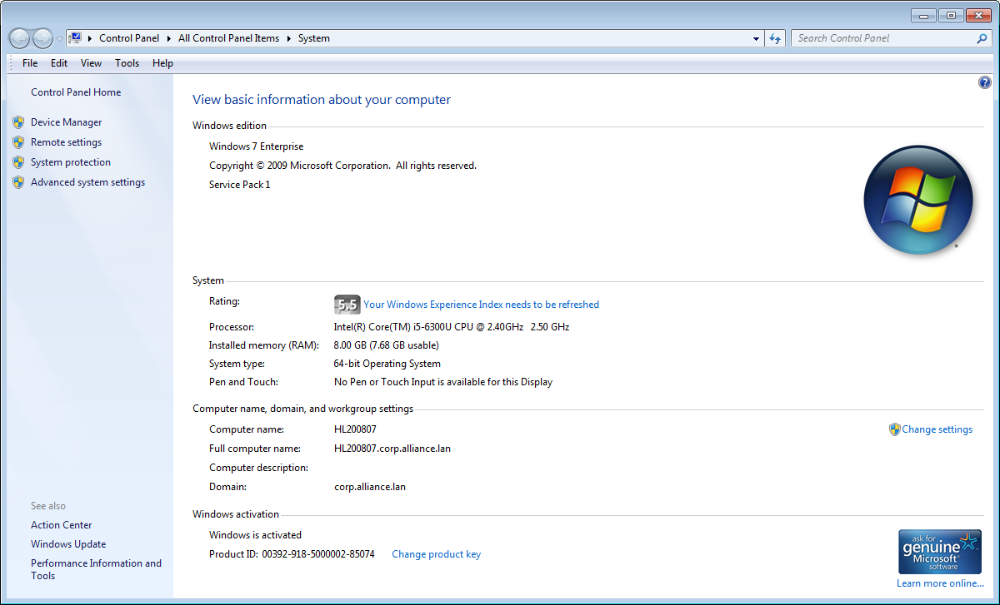 Control Panel All Control Panel Items System
Search Control Panel
File Edit View Tools Help
Control Panel Home
Device Manager
Remote settings
System protection
Advanced system settings
See also
Action Center
Windows Update
Performance Information and
Tools
?
View basic information about your computer
Windows edition
Windows 7 Enterprise
Copyright © 2009 Microsoft Corporation. All rights reserved.
Service Pack 1
System
Rating: 5.5 Your Windows Experience Index needs to be refreshed
Processor: Intel(R) Core(TM) i5-6300U CPU @ 2.40GHz 2.50 GHz
Installed memory (RAM): 8.00 GB (7.68 GB usable)
System type: 64-bit Operating System
Pen and Touch: No Pen or Touch Input is available for this Display
Computer name, domain, and workgroup settings
Computer name: HL200807 Change settings
Full computer name: HL200807.corp.alliance.lan
Computer description:
Domain: corp.alliance.lan
Windows activation
Windows is activated
Product ID: 00392-918-5000002-85074 Change product key
ask for
genuine
Microsoft
software
Learn more online...